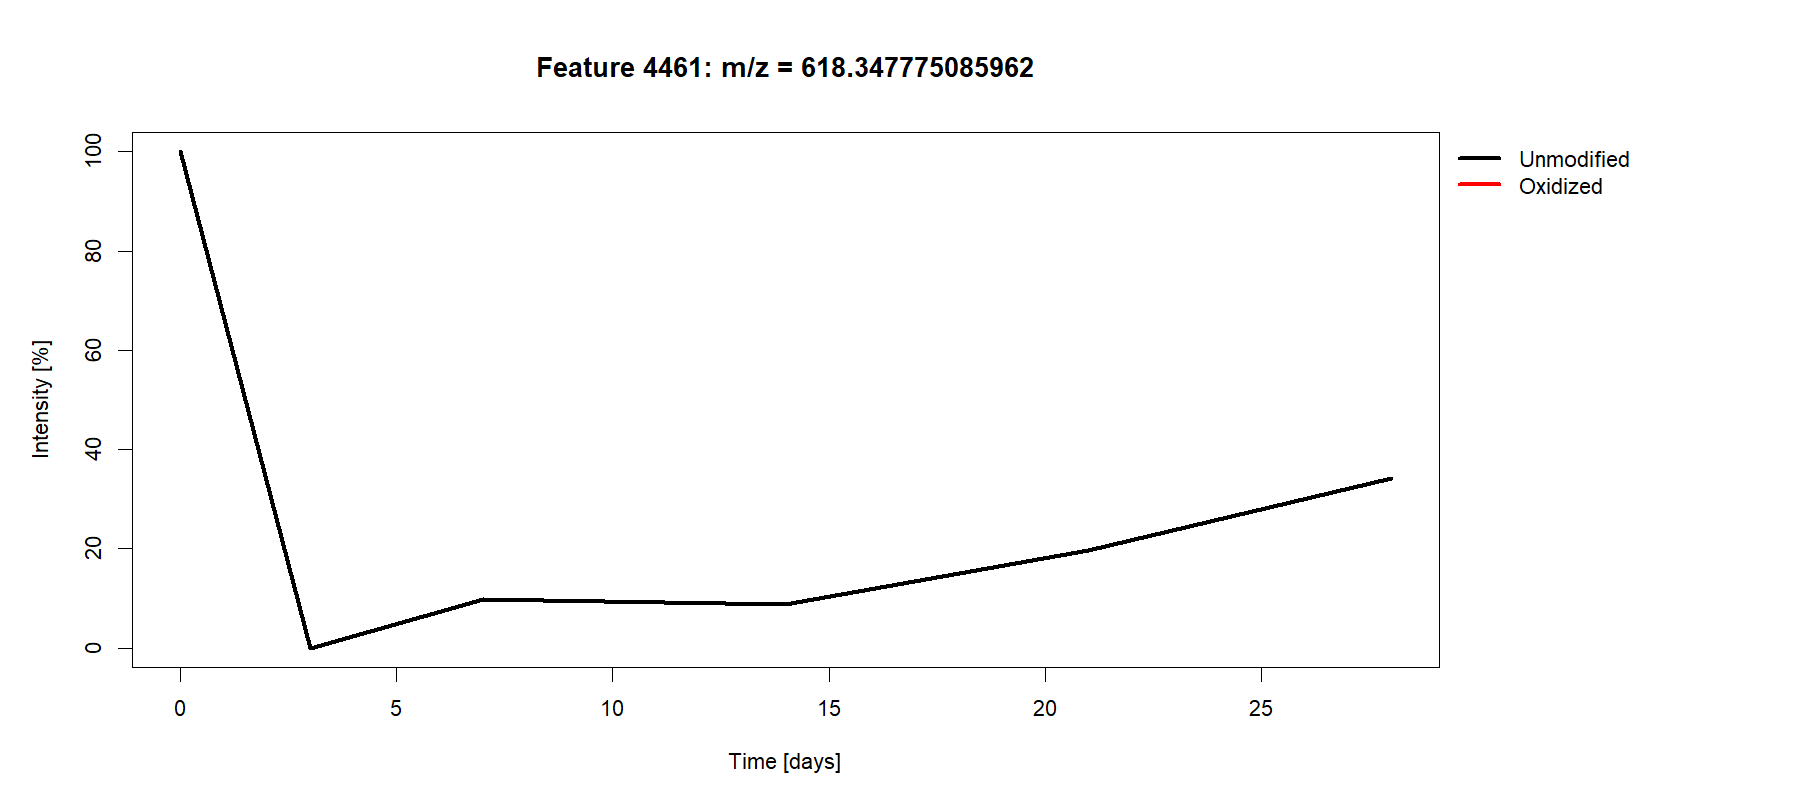 Feature 4461: m/z = 618.347775085962
Unmodified
Oxidized
Intensity [%]
100
80
60
40
20
0
0 5 10 15 20 25
Time [days]